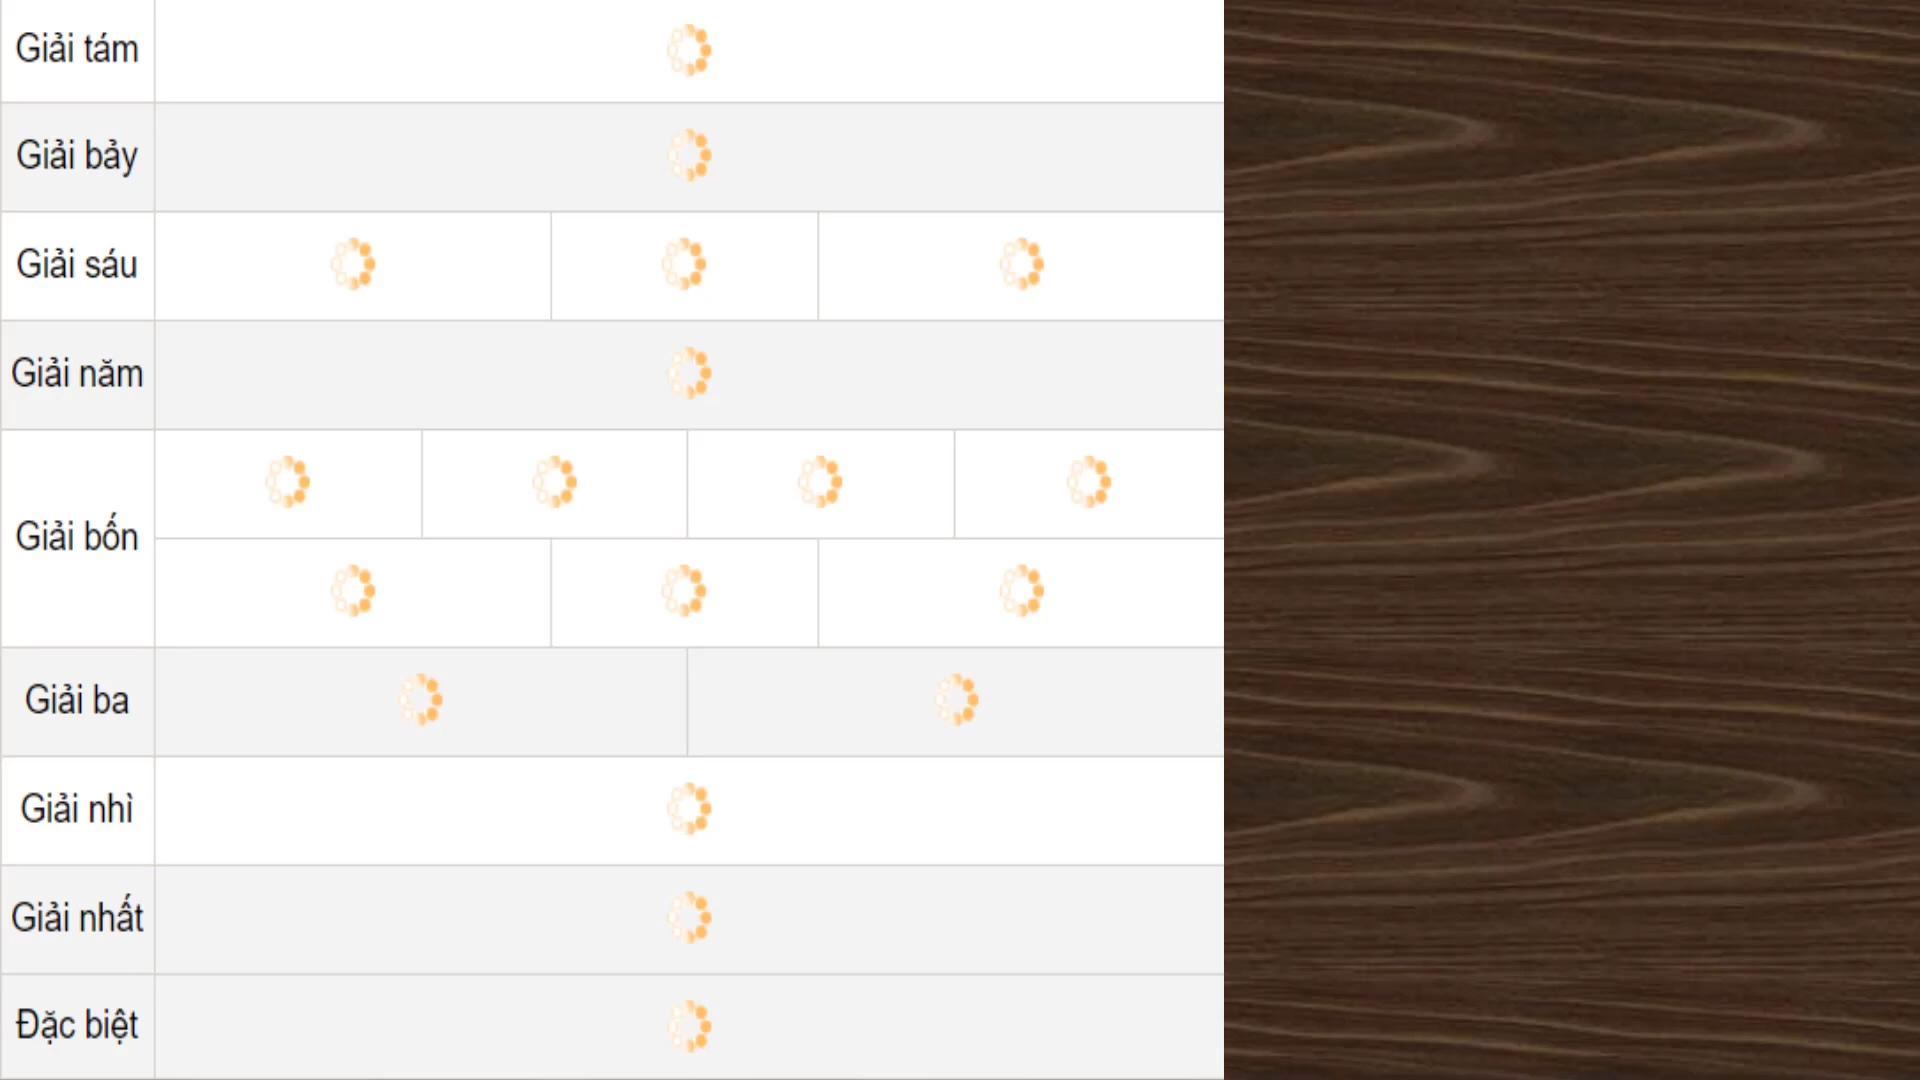 Giải tám
Giải bảy
Giải sáu
Giải năm
Giải bốn
Giải ba
Giải nhì
Giải nhất
Đặc biệt